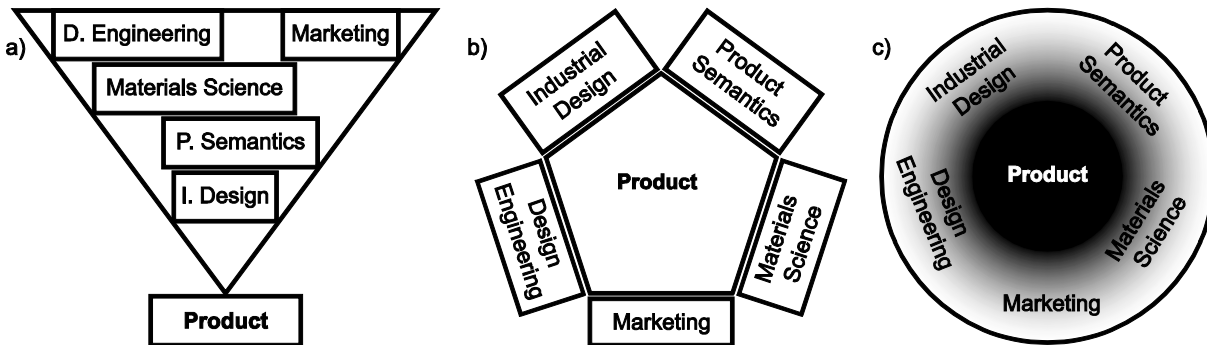 a)
D. Engineering
Marketing
Materials Science
P. Semantics
I. Design
Product
b)
Industrial
Design
Product
Semantics
Product
Design
Engineering
Materials
Science
Marketing
c)
Industrial
Design
Product
Semantics
Product
Design
Engineering
Materials
Science
Marketing